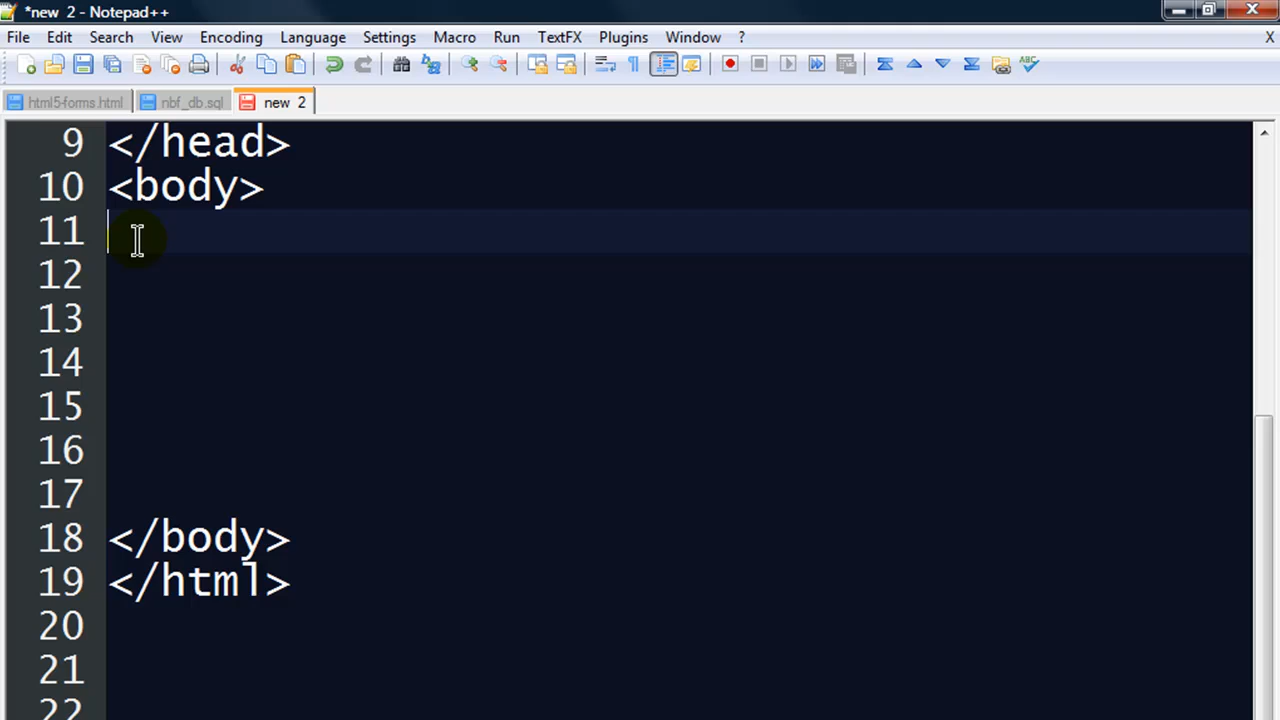 *new 2 - Notepad++
File Edit Search View Encoding Language Settings Macro Run TextFX Plugins Window ? X
html5-forms.html nbf_db.sql new 2
9 </head>
10 <body>
11
12
13
14
15
16
17
18 </body>
19 </html>
20
21
22